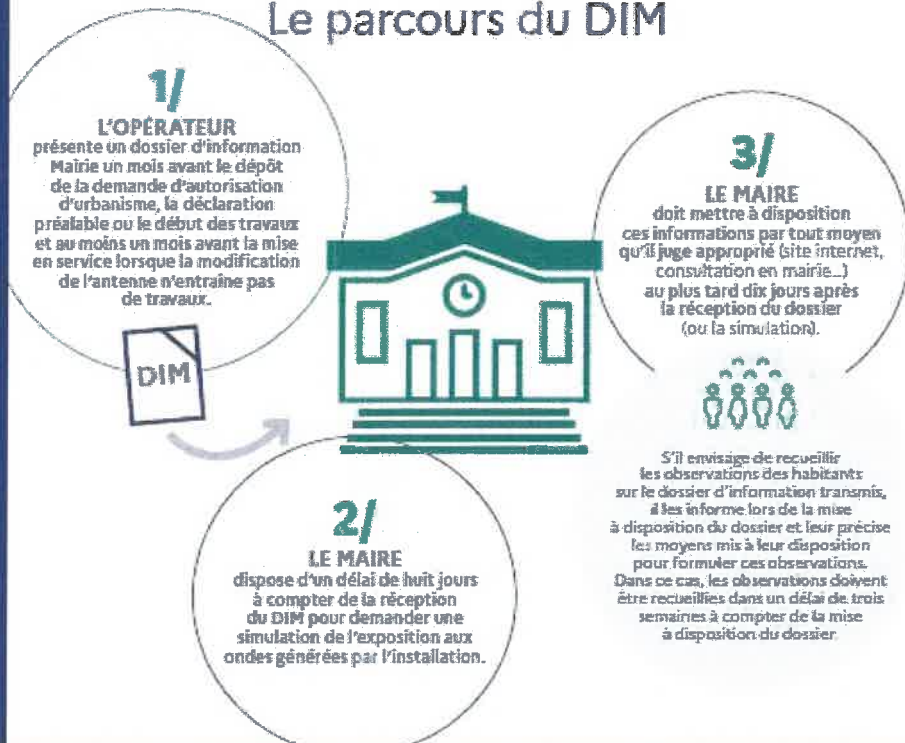 Le parcours du DIM
1/
L'OPÉRATEUR
présente un dossier d'information
Mairie un mois avant le dépôt
de la demande d'autorisation
d'urbanisme, la déclaration
préalable ou le début des travaux
et au moins un mois avant la mise
en service lorsque la modification
de l'antenne n'entraîne pas
de travaux.
DIM
2/
LE MAIRE
dispose d'un délai de huit jours
à compter de la réception
du DIM pour demander une
simulation de l'exposition aux
ondes générées par l'installation.
3/
LE MAIRE
doit mettre à disposition
ces informations par tout moyen
qu'il juge approprié (site internet,
consultation en mairie...)
au plus tard dix jours après
la réception du dossier
(ou la simulation).
S'il envisage de recueillir
les observations des habitants
sur le dossier d'information transmis,
il les informe lors de la mise
à disposition du dossier et leur précise
les moyens mis à leur disposition
pour formuler ces observations.
Dans ce cas, les observations doivent
être recueillies dans un délai de trois
semaines à compter de la mise
à disposition du dossier.